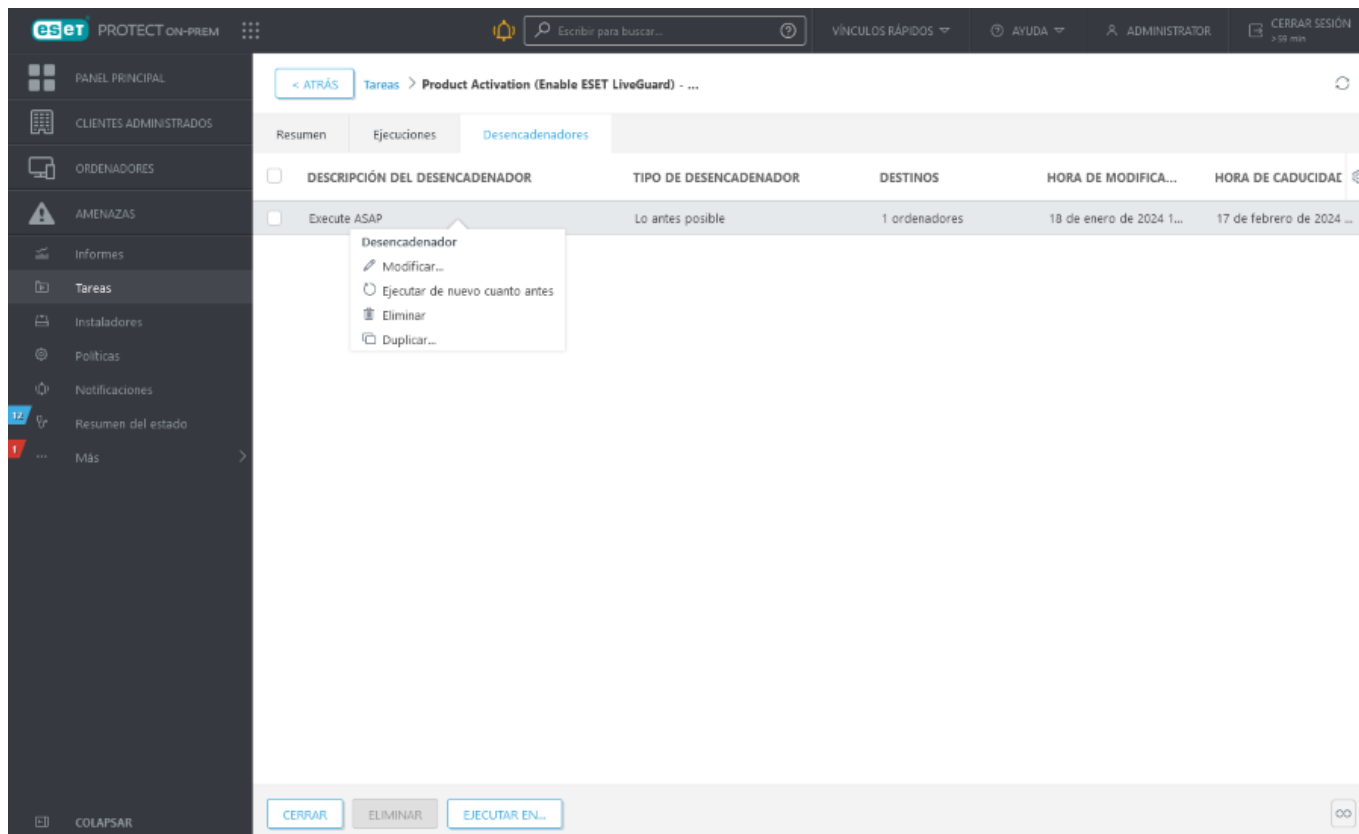 eset PROTECT ON-PREM Escribir para buscar... VÍNCULOS RÁPIDOS AYUDA ADMINISTRATOR CERRAR SESIÓN
> 59 min
PANEL PRINCIPAL
CLIENTES ADMINISTRADOS
ORDENADORES
AMENAZAS
Informes
Tareas
Instaladores
Políticas
Notificaciones
12 Resumen del estado
1 ... Más
COLAPSAR
< ATRÁS Tareas > Product Activation (Enable ESET LiveGuard) - ...
Resumen Ejecuciones Desencadenadores
DESCRIPCIÓN DEL DESENCADENADOR TIPO DE DESENCADENADOR DESTINOS HORA DE MODIFICA... HORA DE CADUCIDAD
Execute ASAP Lo antes posible 1 ordenadores 18 de enero de 2024 1... 17 de febrero de 2024 ...
Desencadenador
Modificar...
Ejecutar de nuevo cuanto antes
Eliminar
Duplicar...
CERRAR ELIMINAR EJECUTAR EN...